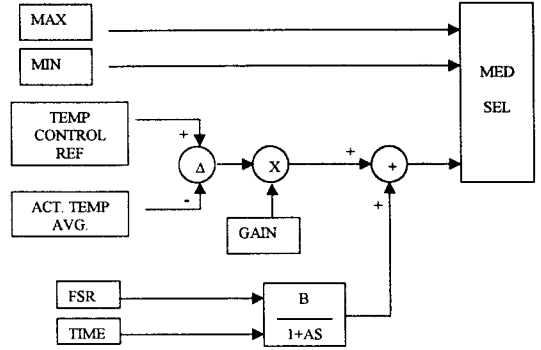 MAX
MIN
MED
SEL
TEMP
CONTROL
REF
+
Δ
-
X
+
+
+
ACT. TEMP
AVG.
GAIN
FSR
TIME
B
1+AS